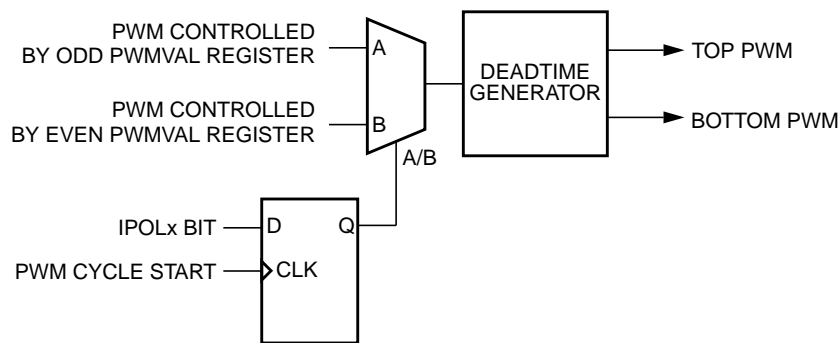 PWM CONTROLLED
BY ODD PWMVAL REGISTER
A
DEADTIME
GENERATOR
TOP PWM
PWM CONTROLLED
BY EVEN PWMVAL REGISTER
B
BOTTOM PWM
A/B
IPOLx BIT
D
Q
PWM CYCLE START
CLK